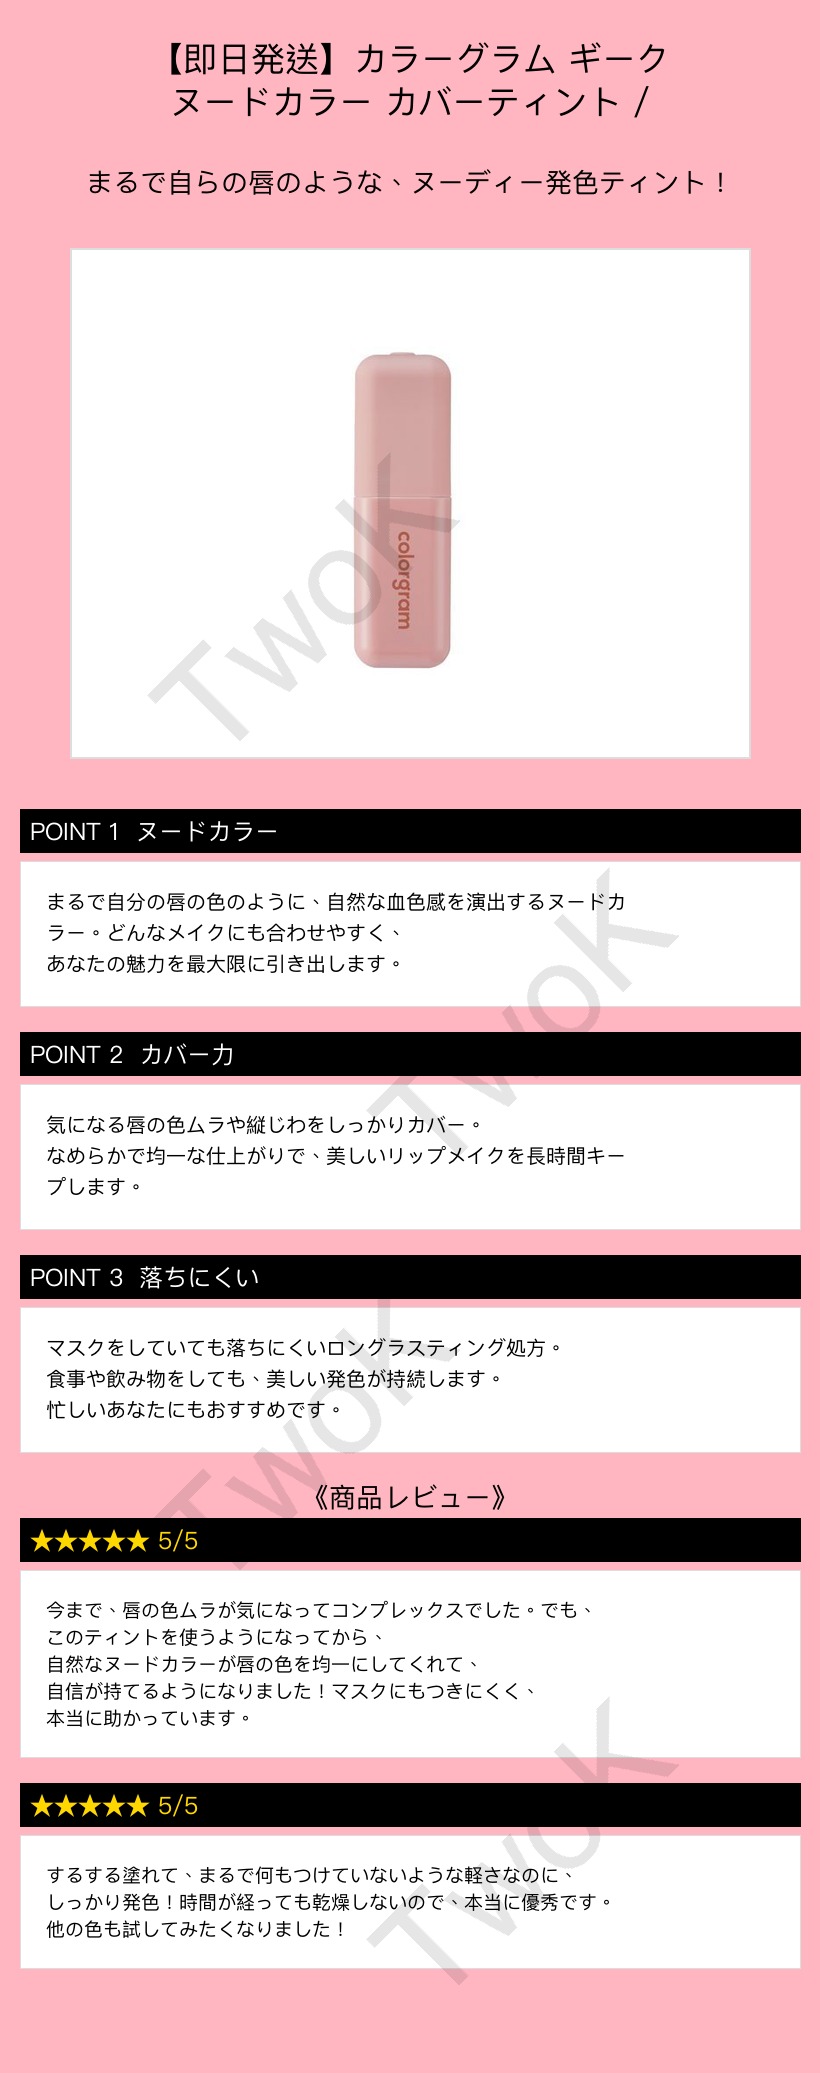 【即日発送】カラーグラム ギーク
ヌードカラー カバーティント /
まるで自らの唇のような、ヌーディー発色ティント！
colorgram
TwoK
POINT 1 ヌードカラー
まるで自分の唇の色のように、自然な血色感を演出するヌードカ
ラー。どんなメイクにも合わせやすく、
あなたの魅力を最大限に引き出します。
TwoK
POINT 2 カバー力
気になる唇の色ムラや縦じわをしっかりカバー。
なめらかで均一な仕上がりで、美しいリップメイクを長時間キー
プします。
POINT 3 落ちにくい
マスクをしていても落ちにくいロングラスティング処方。
食事や飲み物をしても、美しい発色が持続します。
忙しいあなたにもおすすめです。
TwoK
《商品レビュー》
★★★★★ 5/5
今まで、唇の色ムラが気になってコンプレックスでした。でも、
このティントを使うようになってから、
自然なヌードカラーが唇の色を均一にしてくれて、
自信が持てるようになりました！マスクにもつきにくく、
本当に助かっています。
★★★★★ 5/5
するする塗れて、まるで何もつけていないような軽さなのに、
しっかり発色！時間が経っても乾燥しないので、本当に優秀です。
他の色も試してみたくなりました！
TwoK